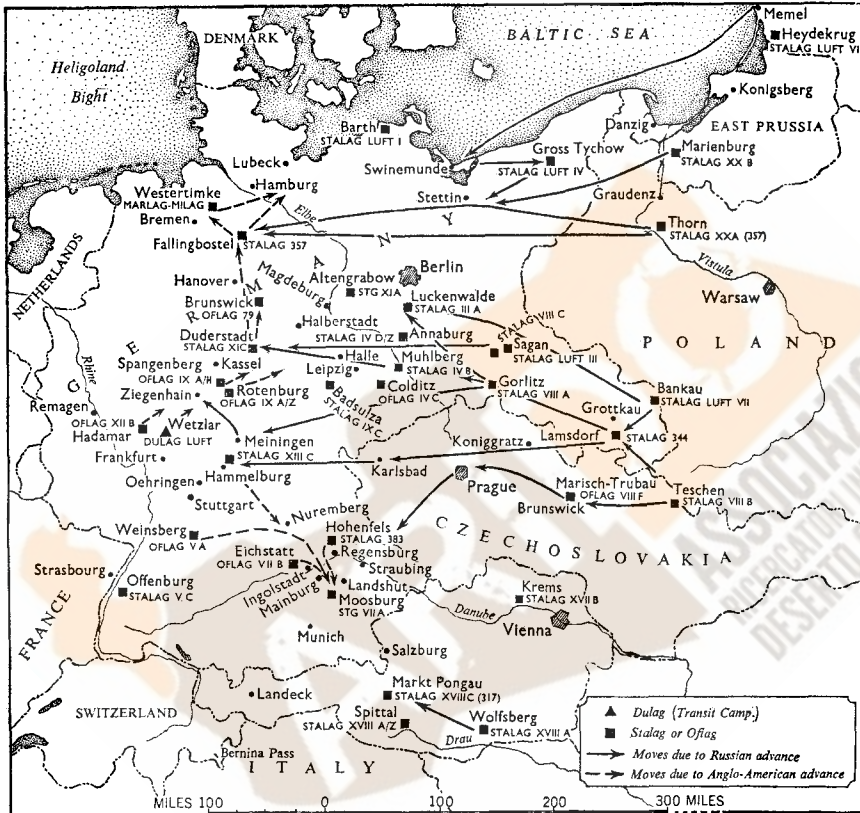 Memel
DENMARK
BALTIC SEA
Heydekrug
STALAG LUFT VI
Heligoland
Bight
Konigsberg
Danzig
EAST PRUSSIA
Barth
STALAG LUFT I
Gross Tychow
STALAG LUFT IV
Marienburg
STALAG XX B
Lubeck
Swinemunde
Hamburg
Westertimke
MARLAG-MILAG
Stettin
Graudenz
Bremen
Elbe
Thorn
STALAG XXA (357)
Fallingbostel
STALAG 357
GERMANY
NETHERLANDS
Vistula
Hanover
Magdeburg
Altengrabow
STG XIA
Berlin
Warsaw
Brunswick
OFLAG 79
Luckenwalde
STALAG III A
STALAG VIII C
POLAND
Halberstadt
STALAG IV D/Z
Annaburg
Duderstadt
STALAG XIC
Sagan
STALAG LUFT III
Rhine
Kassel
Halle
Muhlberg
STALAG IV B
Spangenberg
OFLAG IX A/H
Leipzig
Gorlitz
STALAG VIII A
Bankau
STALAG LUFT VII
Ziegenhain
Rotenburg
OFLAG IX A/Z
Badsulza
STALAG IX C
Colditz
OFLAG IV C
Grottkau
Remagen
OFLAG XII B
Hadamar
Wetzlar
DULAG LUFT
Meiningen
STALAG XIII C
Koniggratz
Lamsdorf
STALAG 344
Frankfurt
Hammelburg
Karlsbad
Oehringen
Prague
Marisch-Trubau
OFLAG VIII F
Teschen
STALAG VIII B
Stuttgart
Nuremberg
Brunswick
Weinsberg
OFLAG VA
Hohenfels
STALAG 383
CZECHOSLOVAKIA
Regensburg
Eichstatt
OFLAG VII B
Straubing
Strasbourg
Ingolstadt
Mainburg
Landshut
Krems
STALAG XVII B
Offenburg
STALAG V C
Moosburg
STG VII A
Danube
Vienna
FRANCE
Munich
Salzburg
Landeck
Markt Pongau
STALAG XVIIIC (317)
SWITZERLAND
Spittal
STALAG XVIII A/Z
Wolfsberg
STALAG XVIII A
Drau
Bernina Pass
ITALY
Dulag (Transit Camp.)
Stalag or Oflag
Moves due to Russian advance
Moves due to Anglo-American advance
MILES 100 0 100 200 300 MILES